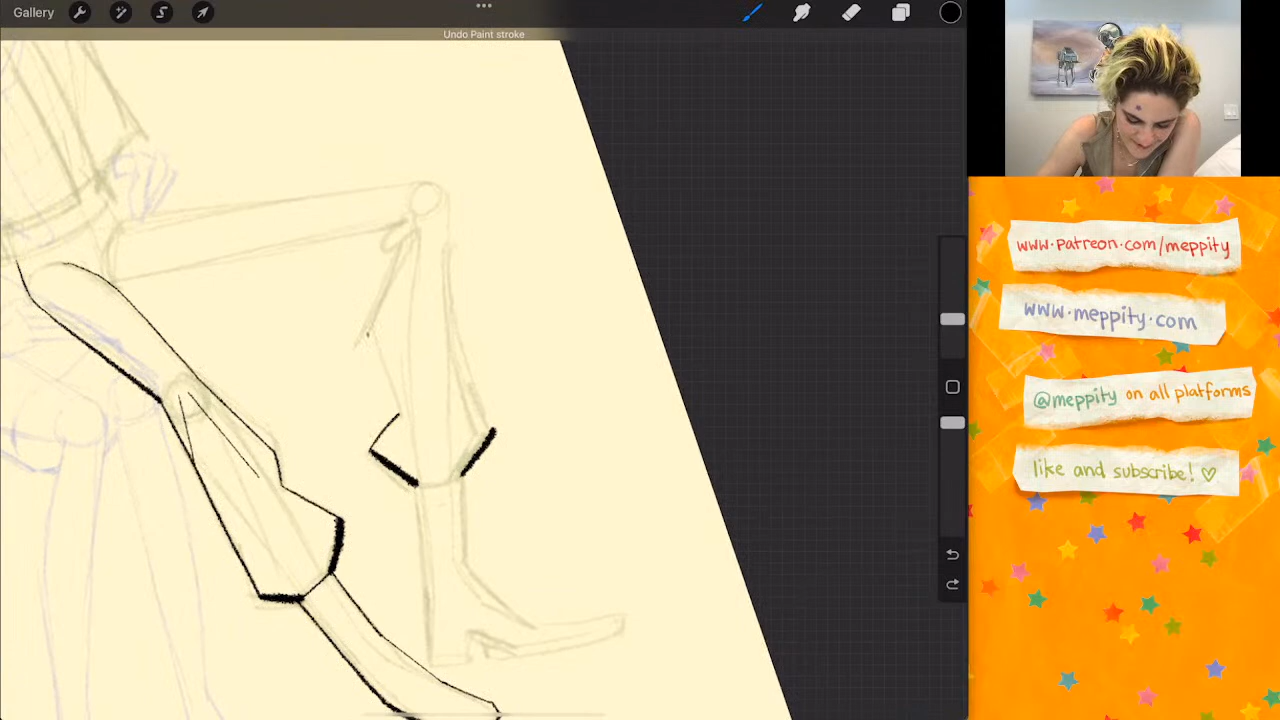 Gallery
Undo Paint stroke
www.patreon.com/meppity
www.meppity.com
@meppity on all platforms
like and subscribe! ♡